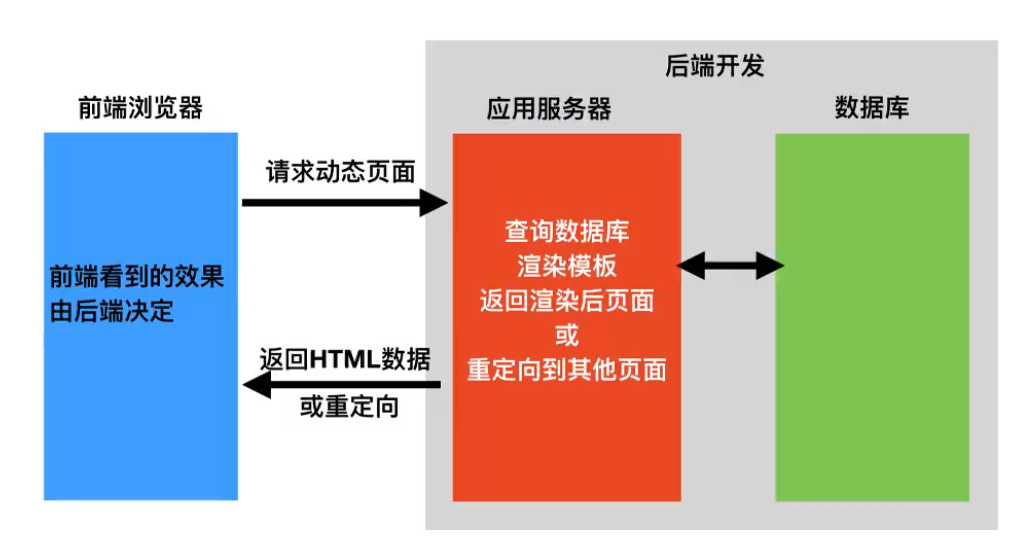 后端开发
前端浏览器
应用服务器
数据库
请求动态页面
前端看到的效果
由后端决定
查询数据库
渲染模板
返回渲染后页面
或
重定向到其他页面
返回HTML数据
或重定向